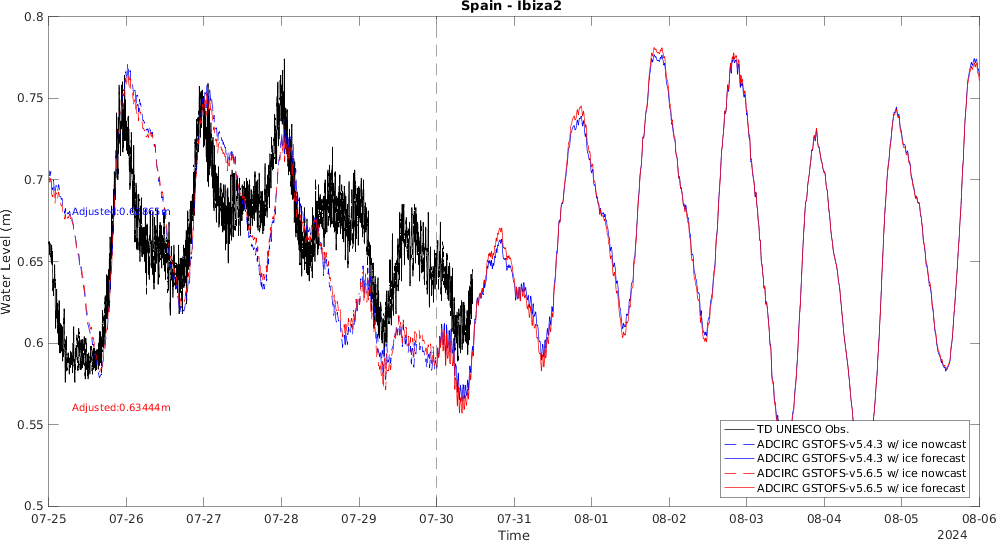 Spain - Ibiza2
0.8
0.75
0.7
0.65
0.6
0.55
0.5
Water Level (m)
Adjusted:0.62865m
Adjusted:0.63444m
TD UNESCO Obs.
ADCIRC GSTOFS-v5.4.3 w/ ice nowcast
ADCIRC GSTOFS-v5.4.3 w/ ice forecast
ADCIRC GSTOFS-v5.6.5 w/ ice nowcast
ADCIRC GSTOFS-v5.6.5 w/ ice forecast
07-25 07-26 07-27 07-28 07-29 07-30 07-31 08-01 08-02 08-03 08-04 08-05 08-06
Time
2024